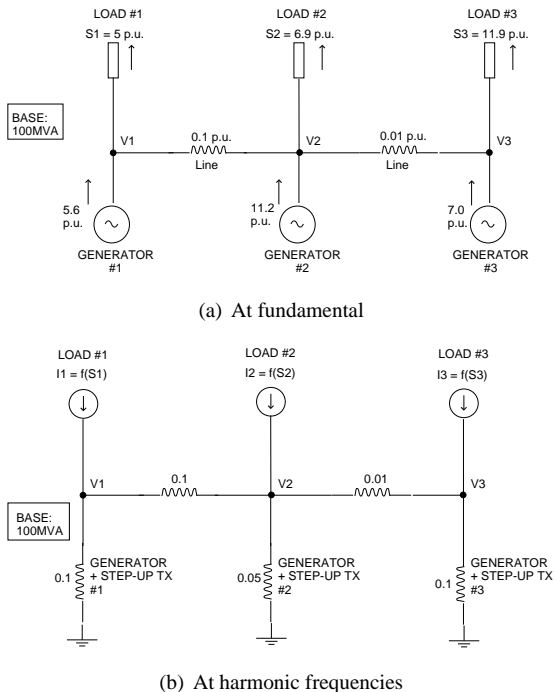 LOAD #1
S1 = 5 p.u.
LOAD #2
S2 = 6.9 p.u.
LOAD #3
S3 = 11.9 p.u.
BASE:
100MVA
V1
0.1 p.u.
Line
V2
0.01 p.u.
Line
V3
5.6
p.u.
GENERATOR
#1
11.2
p.u.
GENERATOR
#2
7.0
p.u.
GENERATOR
#3
(a) At fundamental
LOAD #1
I1 = f(S1)
LOAD #2
I2 = f(S2)
LOAD #3
I3 = f(S3)
V1
0.1
V2
0.01
V3
BASE:
100MVA
0.1
GENERATOR
+ STEP-UP TX
#1
0.05
GENERATOR
+ STEP-UP TX
#2
0.1
GENERATOR
+ STEP-UP TX
#3
(b) At harmonic frequencies